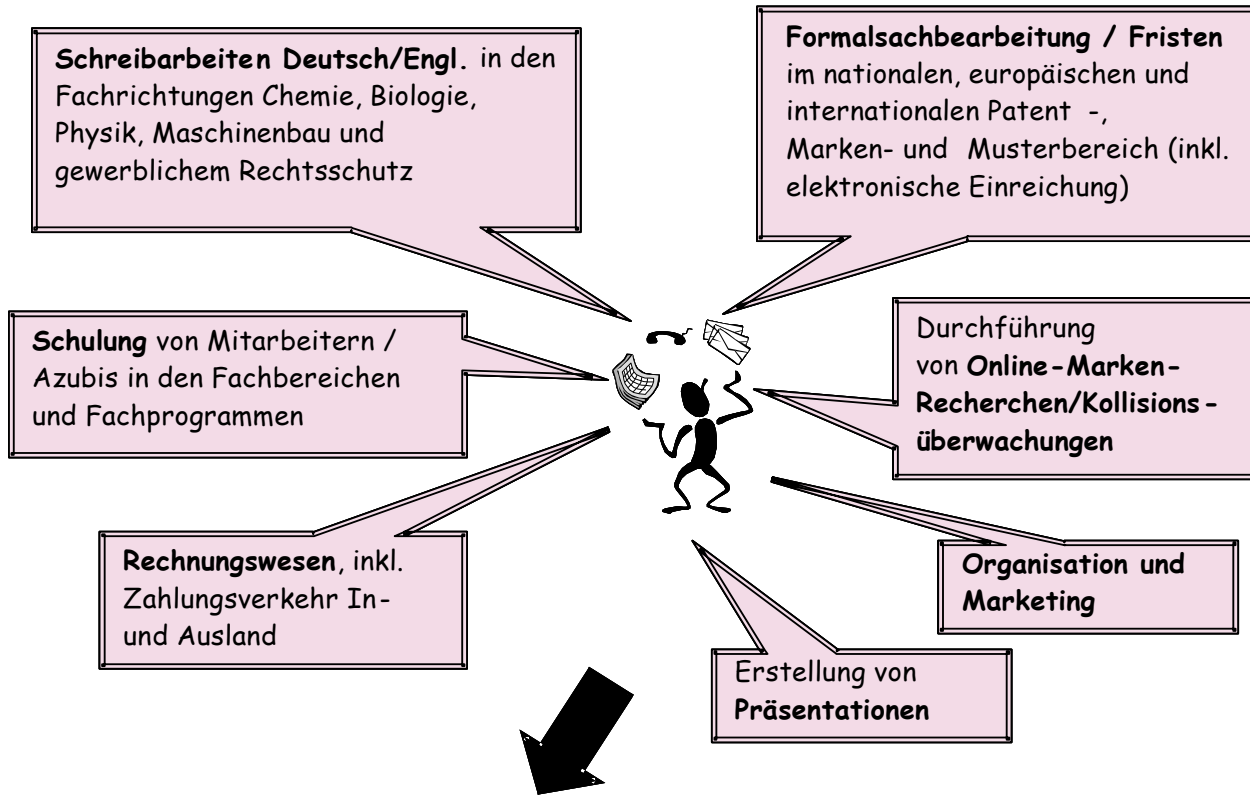 Schreibarbeiten Deutsch/Engl. in den
Fachrichtungen Chemie, Biologie,
Physik, Maschinenbau und
gewerblichem Rechtsschutz
Formalsachbearbeitung / Fristen
im nationalen, europäischen und
internationalen Patent -,
Marken- und Musterbereich (inkl.
elektronische Einreichung)
Schulung von Mitarbeitern /
Azubis in den Fachbereichen
und Fachprogrammen
Durchführung
von Online-Marken-
Recherchen/Kollisions-
überwachungen
Rechnungswesen, inkl.
Zahlungsverkehr In-
und Ausland
Organisation und
Marketing
Erstellung von
Präsentationen